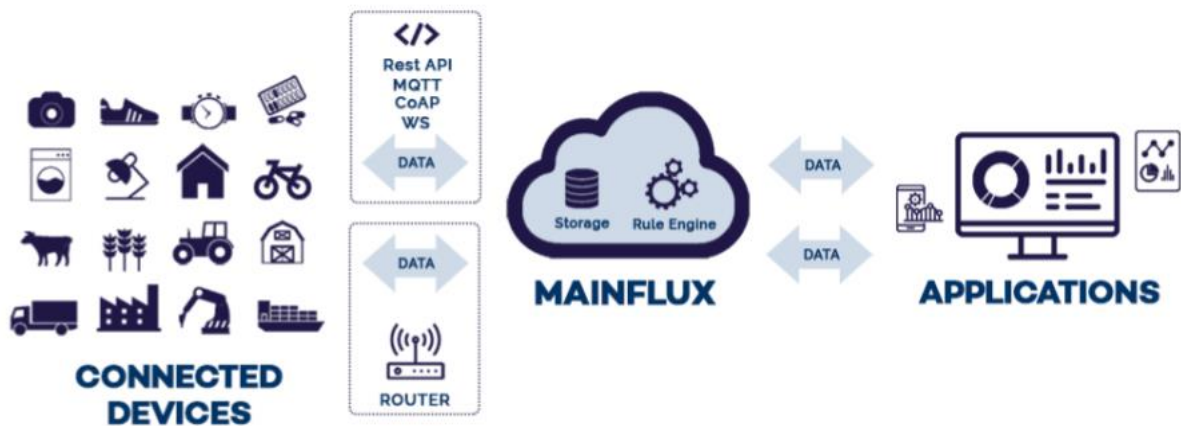 </>
Rest API
MQTT
CoAP
WS
DATA
DATA
ROUTER
CONNECTED
DEVICES
Storage
Rule Engine
MAINFLUX
DATA
DATA
APPLICATIONS